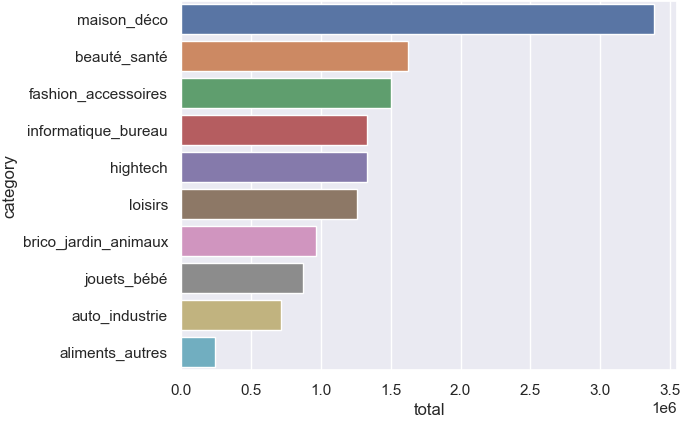 maison_déco
beauté_santé
fashion_accessoires
informatique_bureau
hightech
loisirs
brico_jardin_animaux
jouets_bébé
auto_industrie
aliments_autres
category
0.0 0.5 1.0 1.5 2.0 2.5 3.0 3.5
total
1e6